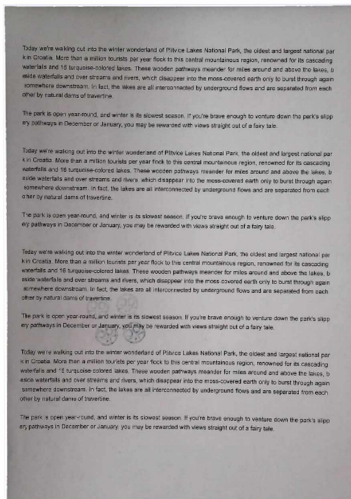 Today we're walking out into the winter wonderland of Plitvice Lakes National Park, the oldest and largest national par
k in Croatia. More than a million tourists per year flock to this central mountainous region, renowned for its cascading
waterfalls and 16 turquoise-colored lakes. These wooden pathways meander for miles around and above the lakes, b
eside waterfalls and over streams and rivers, which disappear into the moss-covered earth only to burst through again
somewhere downstream. In fact, the lakes are all interconnected by underground flows and are separated from each
other by natural dams of travertine.
The park is open year-round, and winter is its slowest season. If you're brave enough to venture down the park's slipp
ery pathways in December or January, you may be rewarded with views straight out of a fairy tale.
Today we're walking out into the winter wonderland of Plitvice Lakes National Park, the oldest and largest national par
k in Croatia. More than a million tourists per year flock to this central mountainous region, renowned for its cascading
waterfalls and 16 turquoise-colored lakes. These wooden pathways meander for miles around and above the lakes, b
eside waterfalls and over streams and rivers, which disappear into the moss-covered earth only to burst through again
somewhere downstream. In fact, the lakes are all interconnected by underground flows and are separated from each
other by natural dams of travertine.
The park is open year-round, and winter is its slowest season. If you're brave enough to venture down the park's slipp
ery pathways in December or January, you may be rewarded with views straight out of a fairy tale.
Today we're walking out into the winter wonderland of Plitvice Lakes National Park, the oldest and largest national par
k in Croatia. More than a million tourists per year flock to this central mountainous region, renowned for its cascading
waterfalls and 16 turquoise-colored lakes. These wooden pathways meander for miles around and above the lakes, b
eside waterfalls and over streams and rivers, which disappear into the moss-covered earth only to burst through again
somewhere downstream. In fact, the lakes are all interconnected by underground flows and are separated from each
other by natural dams of travertine.
The park is open year-round, and winter is its slowest season. If you're brave enough to venture down the park's slipp
ery pathways in December or January, you may be rewarded with views straight out of a fairy tale.
Today we're walking out into the winter wonderland of Plitvice Lakes National Park, the oldest and largest national par
k in Croatia. More than a million tourists per year flock to this central mountainous region, renowned for its cascading
waterfalls and 16 turquoise-colored lakes. These wooden pathways meander for miles around and above the lakes, b
eside waterfalls and over streams and rivers, which disappear into the moss-covered earth only to burst through again
somewhere downstream. In fact, the lakes are all interconnected by underground flows and are separated from each
other by natural dams of travertine.
The park is open year-round, and winter is its slowest season. If you're brave enough to venture down the park's slipp
ery pathways in December or January, you may be rewarded with views straight out of a fairy tale.